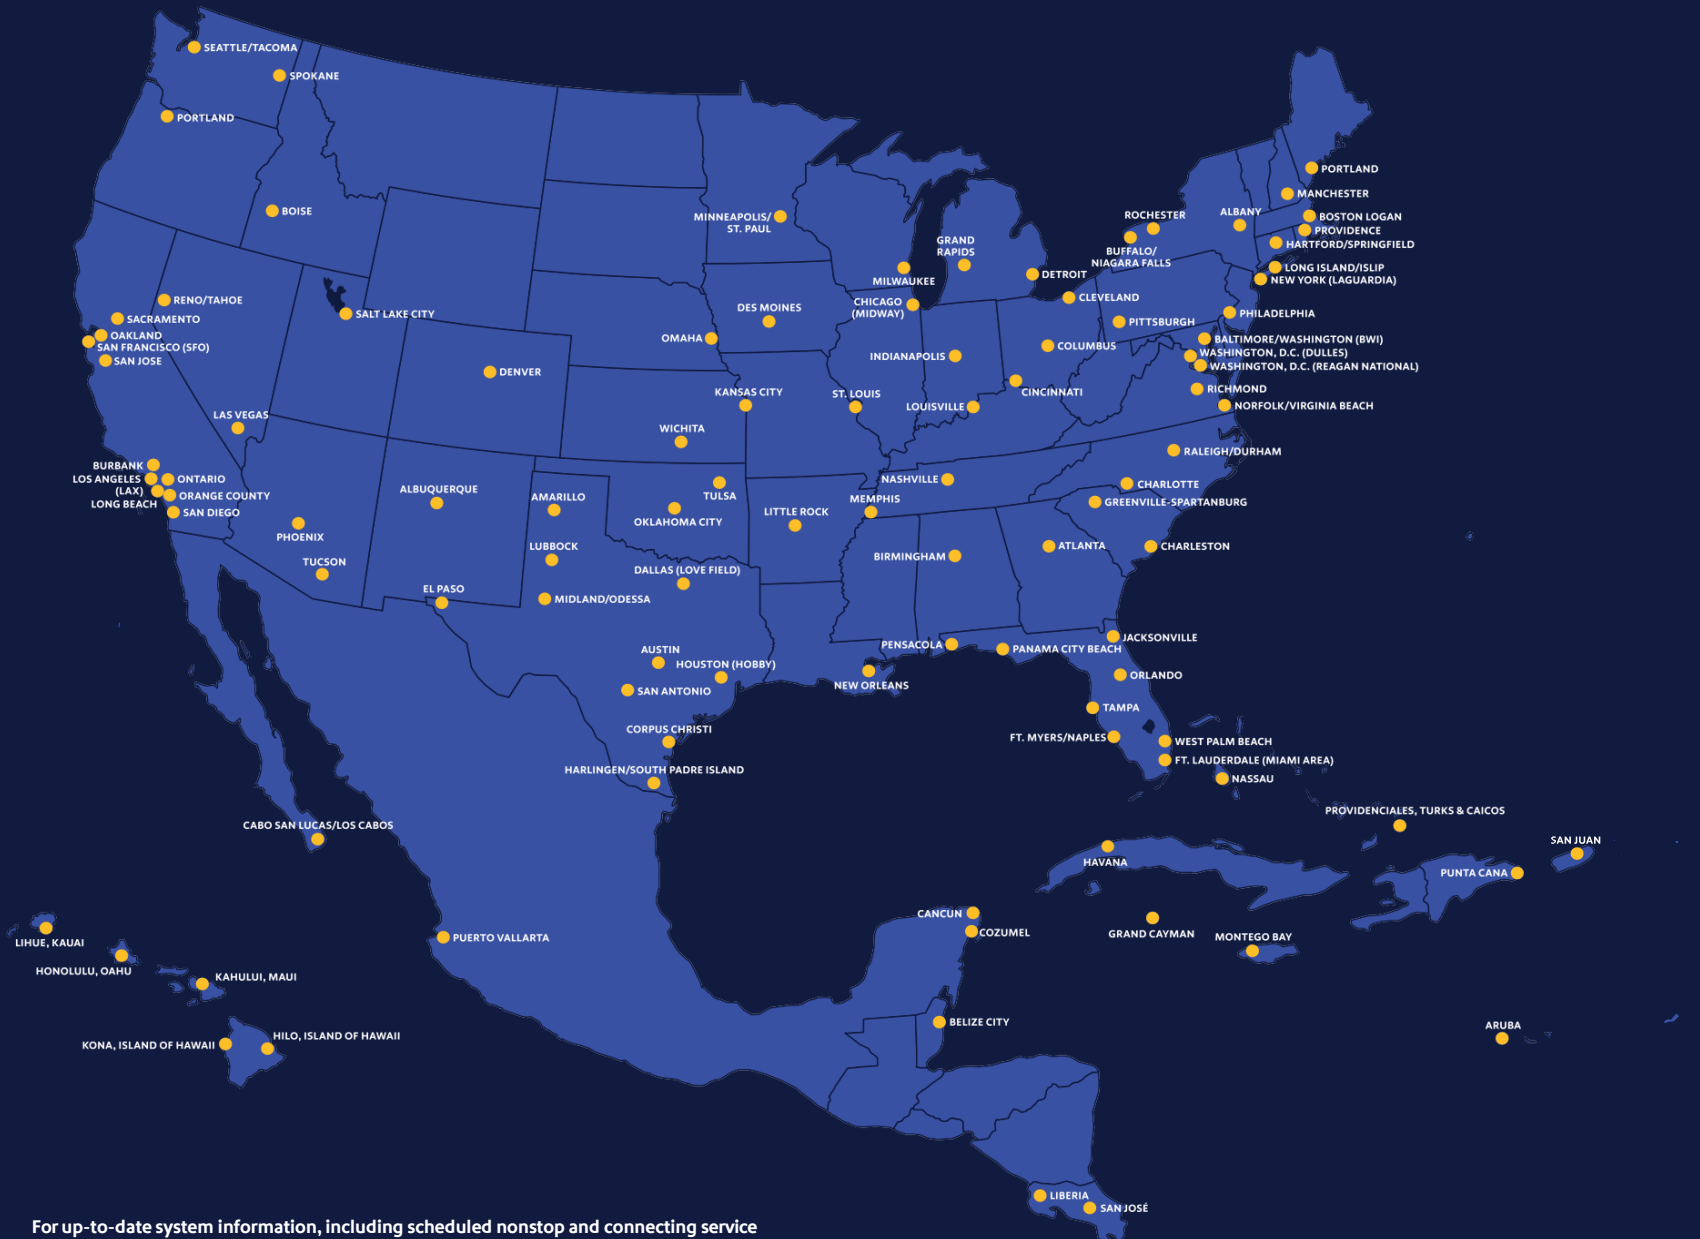 SEATTLE/TACOMA
SPOKANE
PORTLAND
BOISE
RENO/TAHOE
SACRAMENTO
OAKLAND
SAN FRANCISCO (SFO)
SAN JOSE
SALT LAKE CITY
DENVER
LAS VEGAS
BURBANK
LOS ANGELES
(LAX)
LONG BEACH
ONTARIO
ORANGE COUNTY
SAN DIEGO
PHOENIX
TUCSON
ALBUQUERQUE
EL PASO
AMARILLO
LUBBOCK
MIDLAND/ODESSA
DALLAS (LOVE FIELD)
AUSTIN
HOUSTON (HOBBY)
SAN ANTONIO
CORPUS CHRISTI
HARLINGEN/SOUTH PADRE ISLAND
MINNEAPOLIS/
ST. PAUL
DES MOINES
OMAHA
KANSAS CITY
WICHITA
TULSA
OKLAHOMA CITY
LITTLE ROCK
ST. LOUIS
MILWAUKEE
CHICAGO
(MIDWAY)
GRAND
RAPIDS
DETROIT
INDIANAPOLIS
LOUISVILLE
CLEVELAND
COLUMBUS
CINCINNATI
NASHVILLE
MEMPHIS
BIRMINGHAM
ATLANTA
NEW ORLEANS
PENSACOLA
PANAMA CITY BEACH
JACKSONVILLE
ORLANDO
TAMPA
FT. MYERS/NAPLES
WEST PALM BEACH
FT. LAUDERDALE (MIAMI AREA)
ROCHESTER
BUFFALO/
NIAGARA FALLS
ALBANY
PORTLAND
MANCHESTER
BOSTON LOGAN
PROVIDENCE
HARTFORD/SPRINGFIELD
LONG ISLAND/ISLIP
NEW YORK (LAGUARDIA)
PHILADELPHIA
PITTSBURGH
BALTIMORE/WASHINGTON (BWI)
WASHINGTON, D.C. (DULLES)
WASHINGTON, D.C. (REAGAN NATIONAL)
RICHMOND
NORFOLK/VIRGINIA BEACH
RALEIGH/DURHAM
CHARLOTTE
GREENVILLE-SPARTANBURG
CHARLESTON
NASSAU
PROVIDENCIALES, TURKS & CAICOS
SAN JUAN
PUNTA CANA
HAVANA
GRAND CAYMAN
MONTEGO BAY
ARUBA
CABO SAN LUCAS/LOS CABOS
PUERTO VALLARTA
CANCUN
COZUMEL
BELIZE CITY
LIBERIA
SAN JOSÉ
LIHUE, KAUAI
HONOLULU, OAHU
KAHULUI, MAUI
KONA, ISLAND OF HAWAII
HILO, ISLAND OF HAWAII
For up-to-date system information, including scheduled nonstop and connecting service